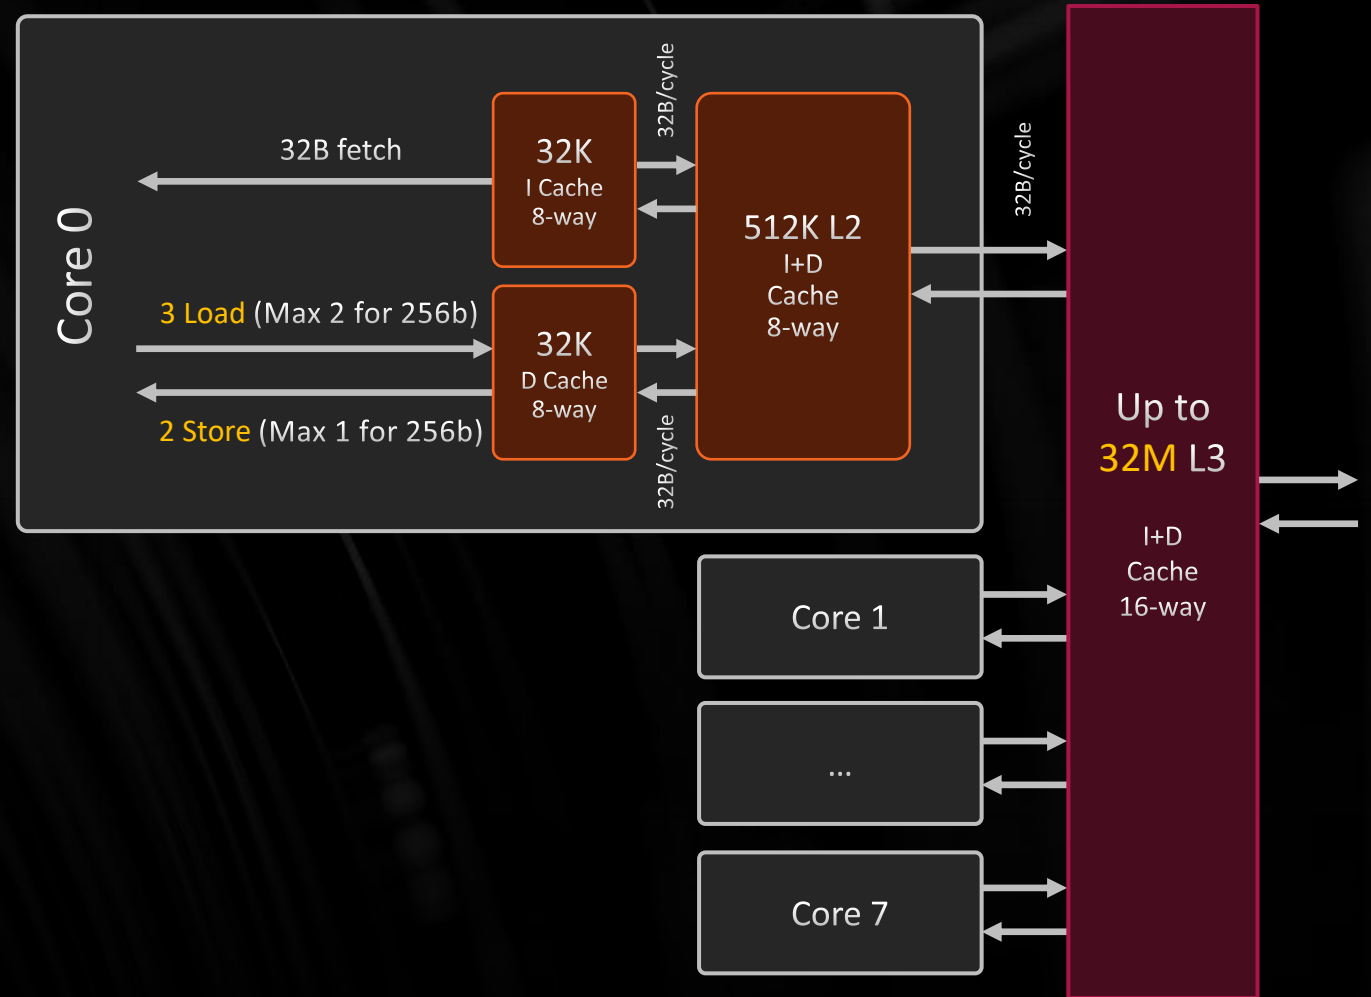 Core 0
32B fetch
3 Load (Max 2 for 256b)
2 Store (Max 1 for 256b)
32K
I Cache
8-way
32K
D Cache
8-way
32B/cycle
32B/cycle
512K L2
I+D
Cache
8-way
32B/cycle
Up to
32M L3
I+D
Cache
16-way
Core 1
...
Core 7